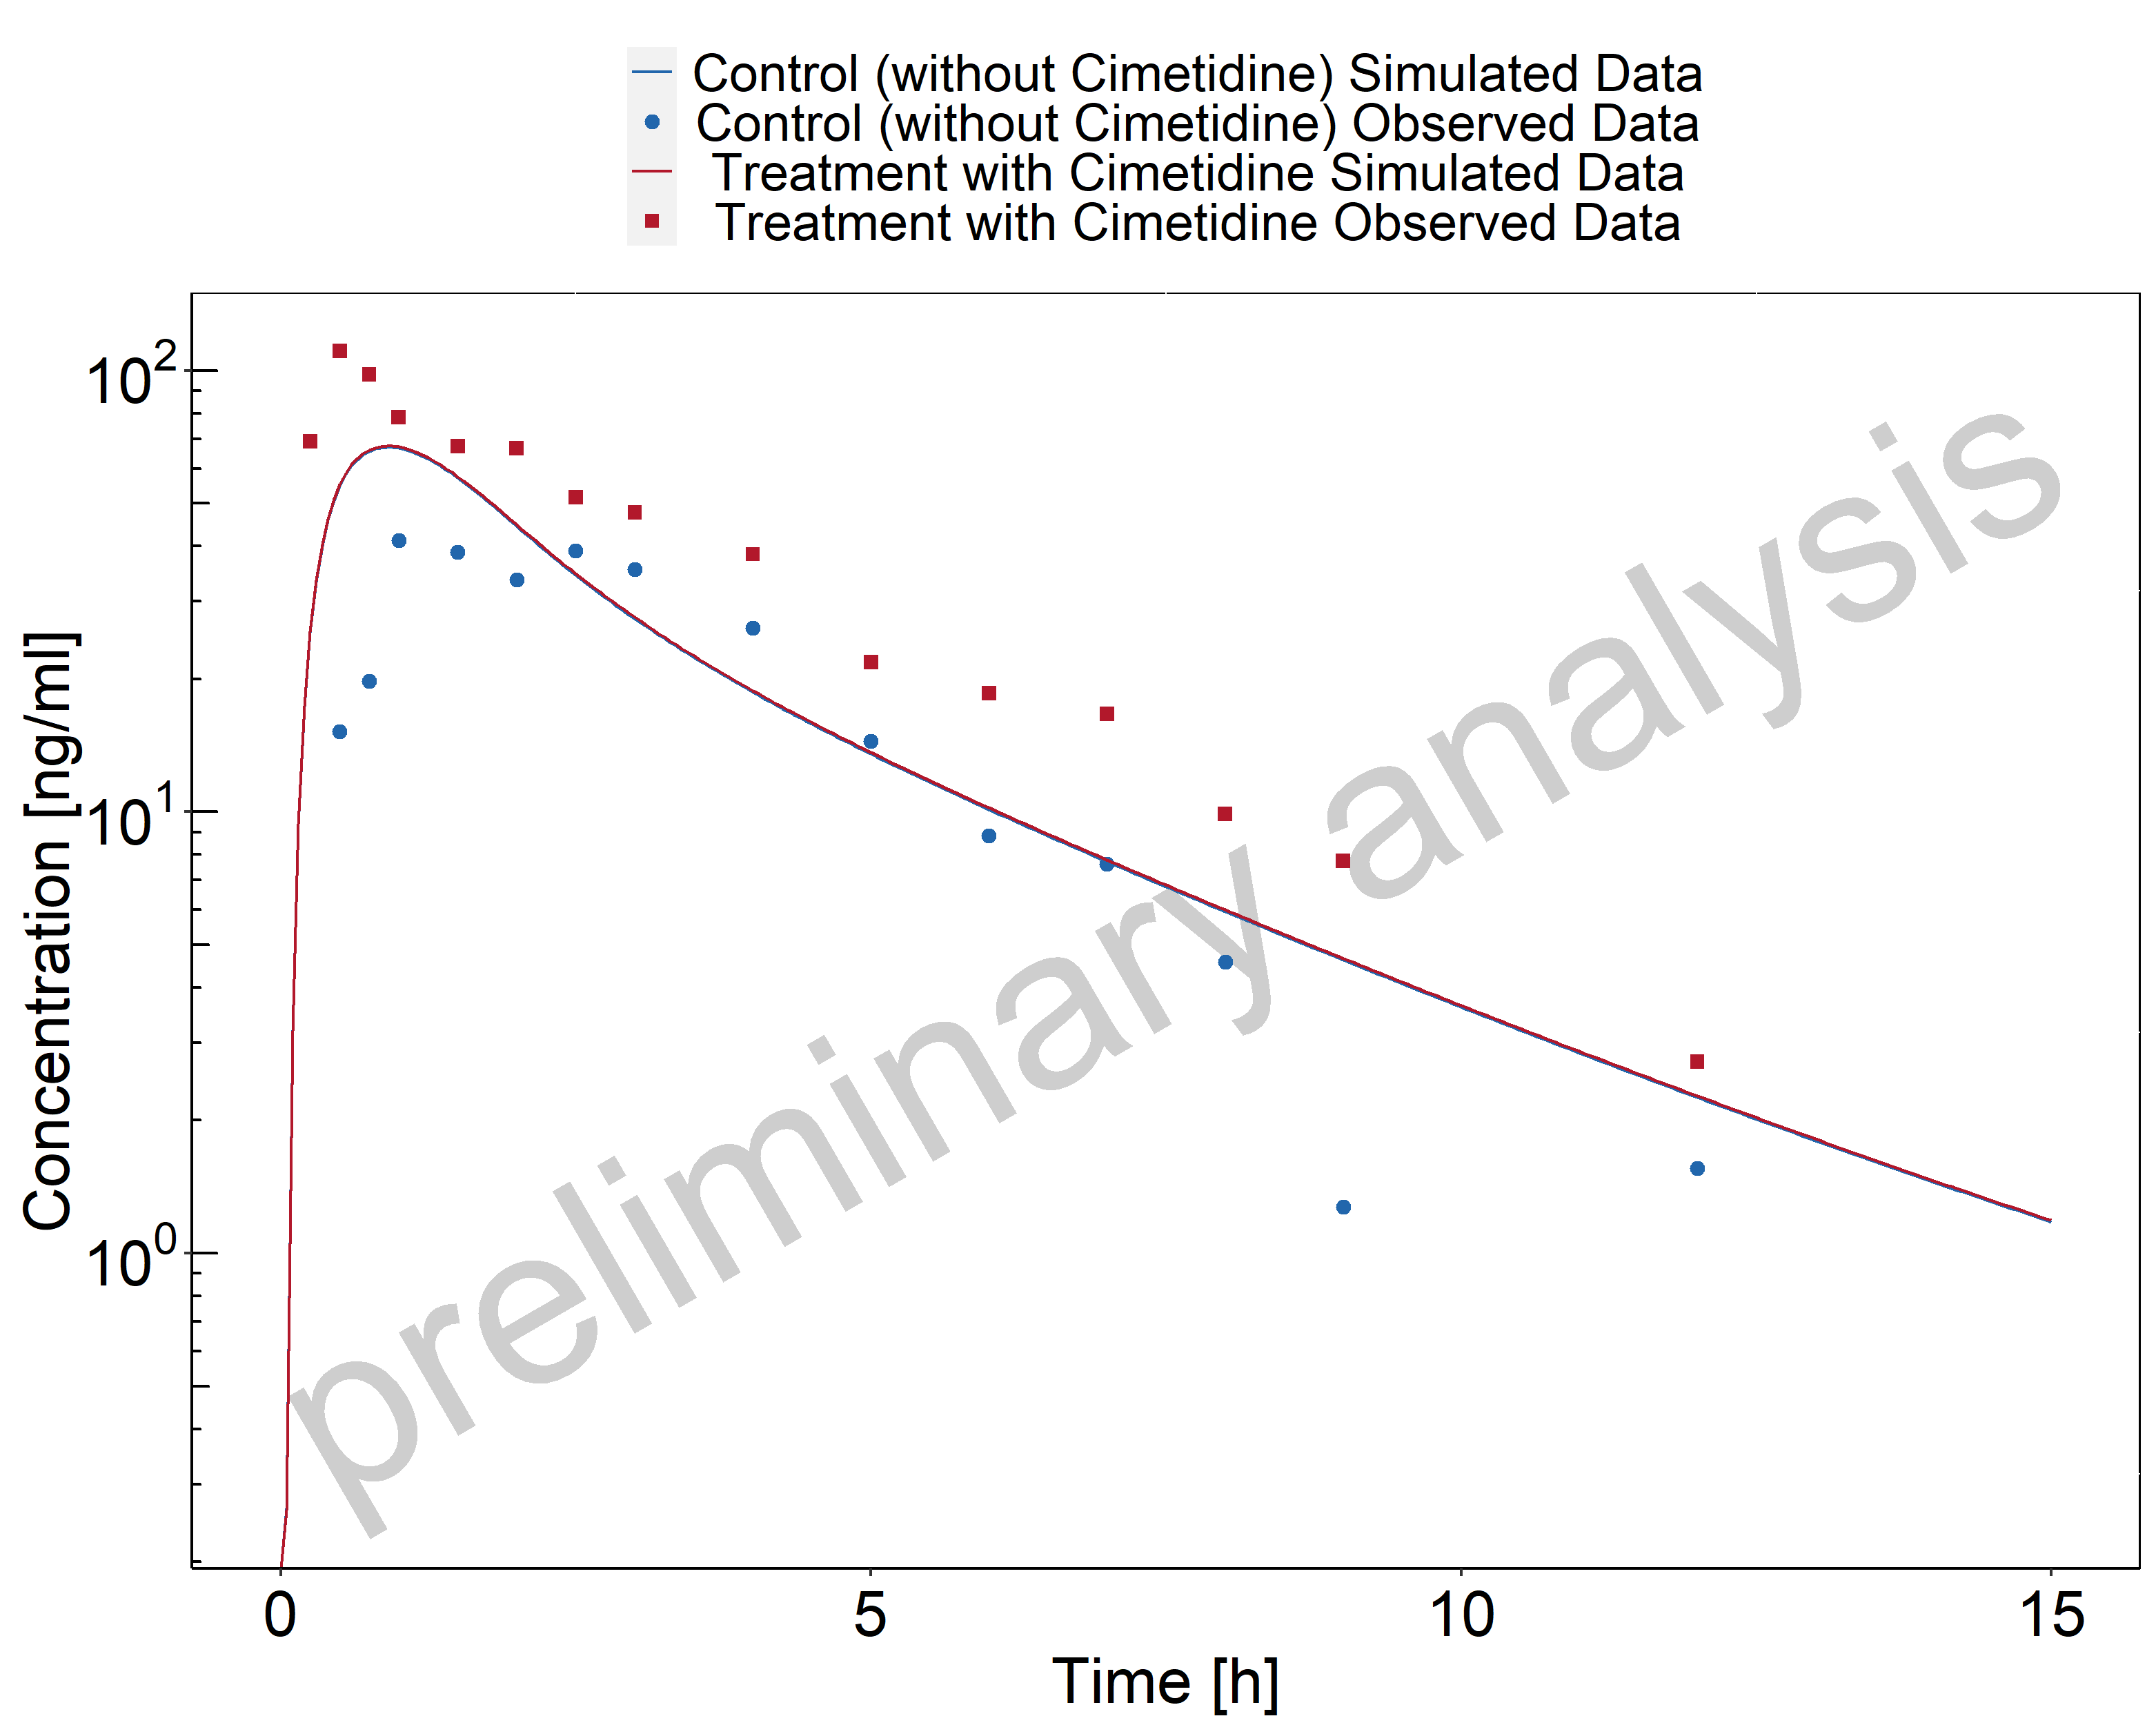 Control (without Cimetidine) Simulated Data
Control (without Cimetidine) Observed Data
Treatment with Cimetidine Simulated Data
Treatment with Cimetidine Observed Data
10²
10¹
10⁰
Concentration [ng/ml]
preliminary analysis
0 5 10 15
Time [h]